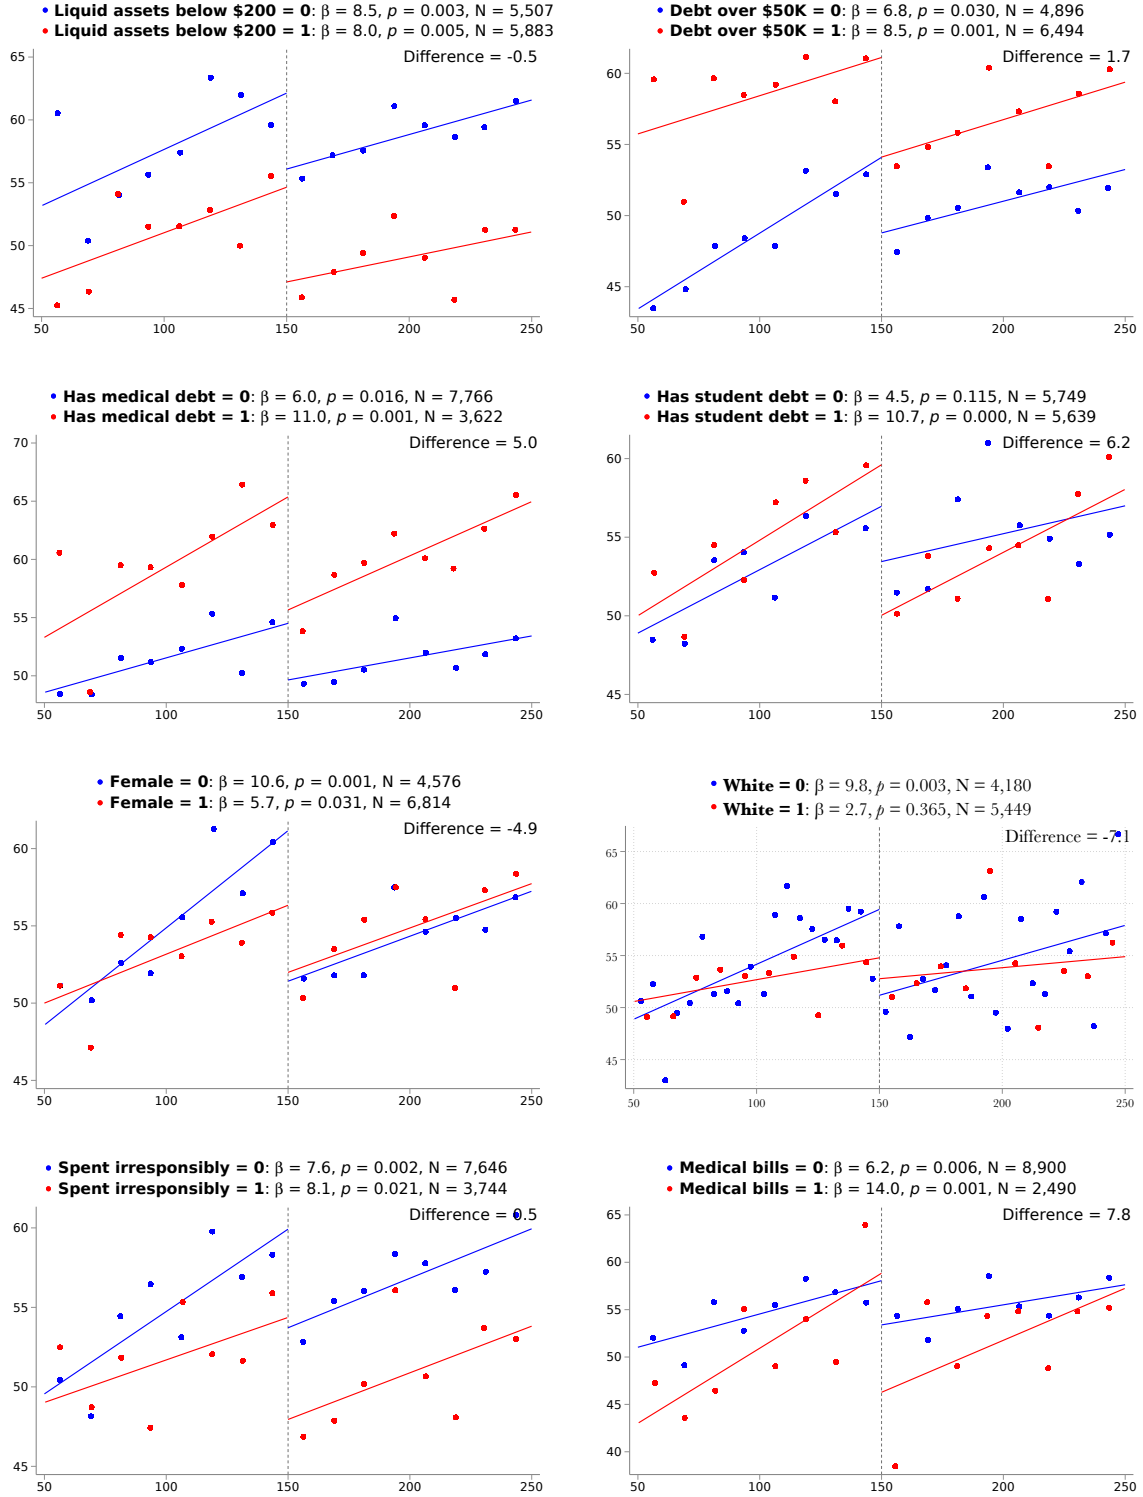 Liquid assets below $200 = 0: β = 8.5, p = 0.003, N = 5,507
Liquid assets below $200 = 1: β = 8.0, p = 0.005, N = 5,883
Difference = -0.5
65
60
55
50
45
50 100 150 200 250
Debt over $50K = 0: β = 6.8, p = 0.030, N = 4,896
Debt over $50K = 1: β = 8.5, p = 0.001, N = 6,494
Difference = 1.7
60
55
50
45
50 100 150 200 250
Has medical debt = 0: β = 6.0, p = 0.016, N = 7,766
Has medical debt = 1: β = 11.0, p = 0.001, N = 3,622
Difference = 5.0
70
65
60
55
50
50 100 150 200 250
Has student debt = 0: β = 4.5, p = 0.115, N = 5,749
Has student debt = 1: β = 10.7, p = 0.000, N = 5,639
Difference = 6.2
60
55
50
45
50 100 150 200 250
Female = 0: β = 10.6, p = 0.001, N = 4,576
Female = 1: β = 5.7, p = 0.031, N = 6,814
Difference = -4.9
60
55
50
45
50 100 150 200 250
White = 0: β = 9.8, p = 0.003, N = 4,180
White = 1: β = 2.7, p = 0.365, N = 5,449
Difference = -7.1
65
60
55
50
45
50 100 150 200 250
Spent irresponsibly = 0: β = 7.6, p = 0.002, N = 7,646
Spent irresponsibly = 1: β = 8.1, p = 0.021, N = 3,744
Difference = 0.5
60
55
50
45
50 100 150 200 250
Medical bills = 0: β = 6.2, p = 0.006, N = 8,900
Medical bills = 1: β = 14.0, p = 0.001, N = 2,490
Difference = 7.8
65
60
55
50
45
40
50 100 150 200 250